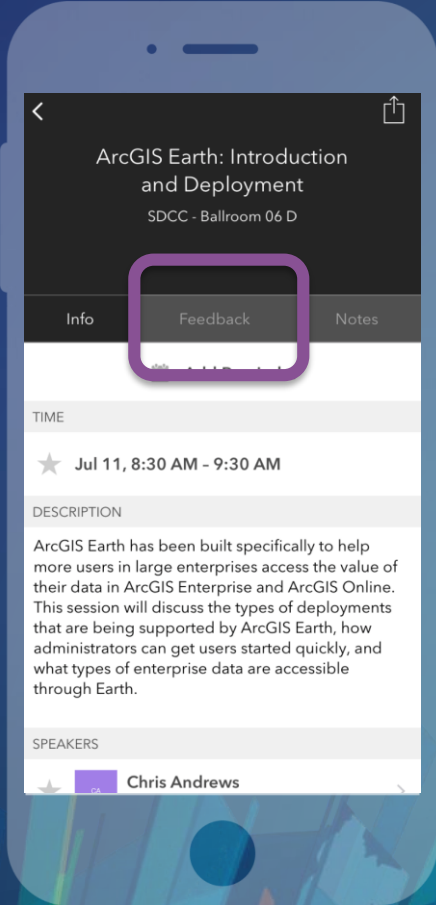 ArcGIS Earth: Introduction
and Deployment
SDCC - Ballroom 06 D
Info Feedback Notes
TIME
Jul 11, 8:30 AM – 9:30 AM
DESCRIPTION
ArcGIS Earth has been built specifically to help
more users in large enterprises access the value of
their data in ArcGIS Enterprise and ArcGIS Online.
This session will discuss the types of deployments
that are being supported by ArcGIS Earth, how
administrators can get users started quickly, and
what types of enterprise data are accessible
through Earth.
SPEAKERS
CA
Chris Andrews